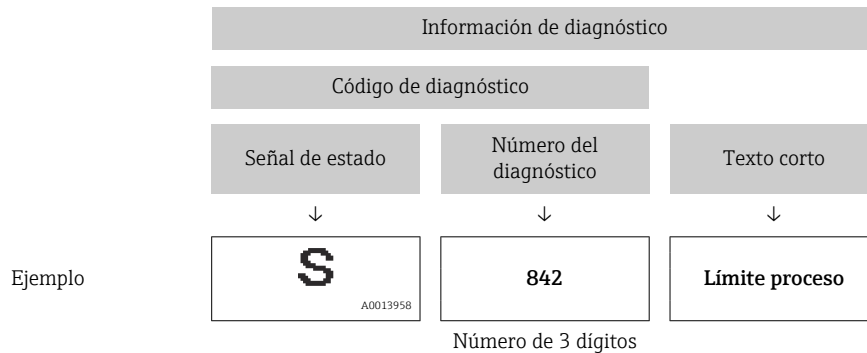 Información de diagnóstico
Código de diagnóstico
Señal de estado
Número del
diagnóstico
Texto corto
↓ ↓ ↓
Ejemplo
S
A0013958
842
Límite proceso
Número de 3 dígitos